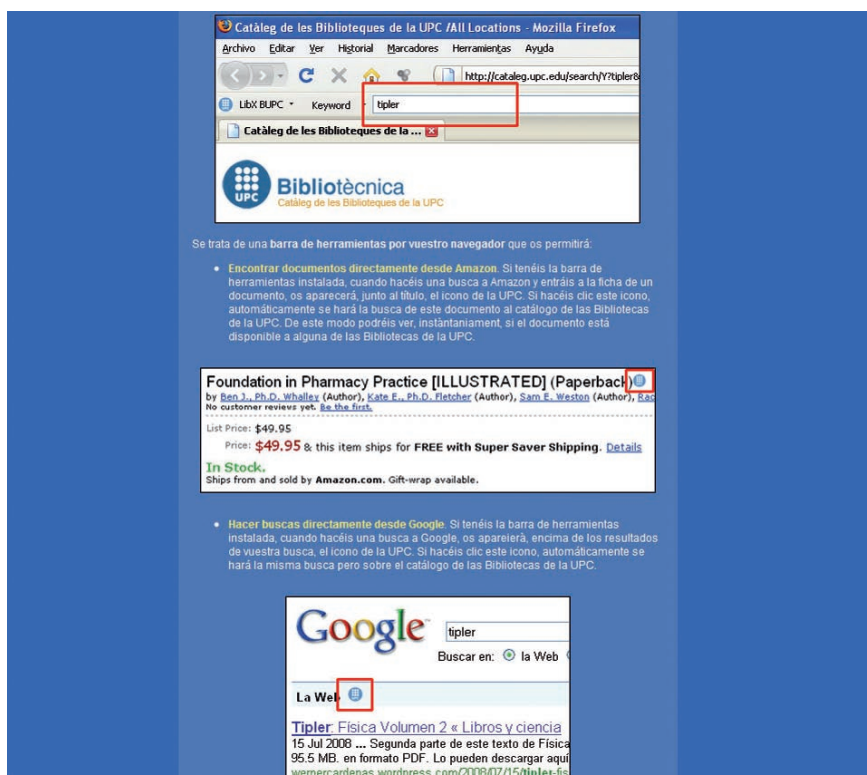 Catàleg de les Biblioteques de la UPC /All Locations - Mozilla Firefox
Archivo Editar Ver Historial Marcadores Herramientas Ayuda
http://cataleg.upc.edu/search/Y?tipler&
LibX BUPC Keyword tipler
Catàleg de les Biblioteques de la ...
UPC
Bibliotècnica
Catàleg de les Biblioteques de la UPC
Se trata de una barra de herramientas por vuestro navegador que os permitirá:
• Encontrar documentos directamente desde Amazon. Si tenéis la barra de
herramientas instalada, cuando hacéis una busca a Amazon y entráis a la ficha de un
documento, os aparecerá, junto al título, el icono de la UPC. Si hacéis clic este icono,
automáticamente se hará la busca de este documento al catálogo de las Bibliotecas
de la UPC. De este modo podréis ver, instàntaniament, si el documento está
disponible a alguna de las Bibliotecas de la UPC.
Foundation in Pharmacy Practice [ILLUSTRATED] (Paperback)
by Ben J., Ph.D. Whalley (Author), Kate E., Ph.D. Fletcher (Author), Sam E. Weston (Author), Rac
No customer reviews yet. Be the first.
List Price: $49.95
Price: $49.95 & this item ships for FREE with Super Saver Shipping. Details
In Stock.
Ships from and sold by Amazon.com. Gift-wrap available.
• Hacer buscas directamente desde Google. Si tenéis la barra de herramientas
instalada, cuando hacéis una busca a Google, os apareierà, encima de los resultados
de vuestra busca, el icono de la UPC. Si hacéis clic este icono, automáticamente se
hará la misma busca pero sobre el catálogo de las Bibliotecas de la UPC.
Google
tipler
Buscar en: la Web
La Web
Tipler: Física Volumen 2 « Libros y ciencia
15 Jul 2008 ... Segunda parte de este texto de Física
95.5 MB. en formato PDF. Lo pueden descargar aquí
wernercardenas.wordpress.com/2008/07/15/tipler-fis